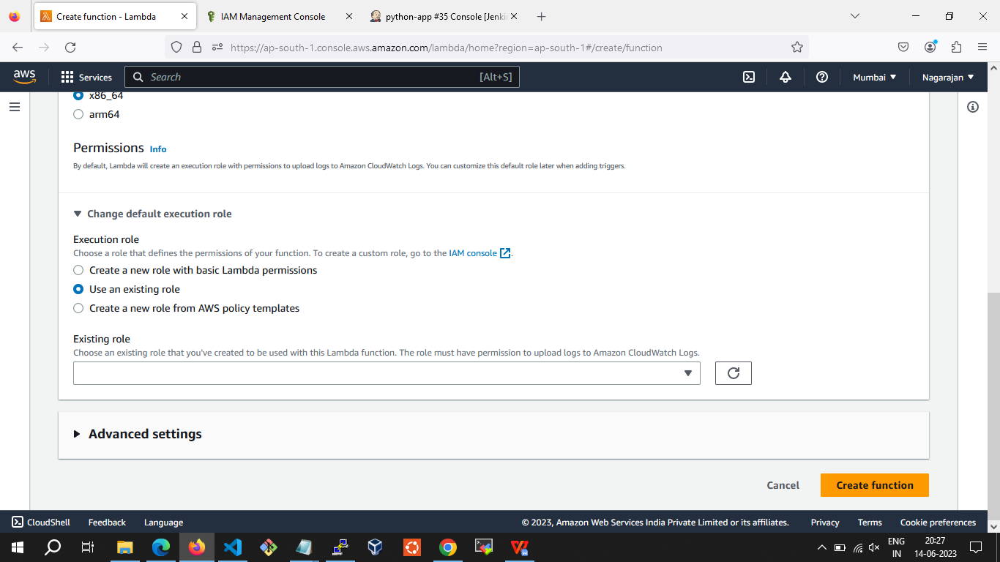 Create function - Lambda
IAM Management Console
python-app #35 Console [Jenki
https://ap-south-1.console.aws.amazon.com/lambda/home?region=ap-south-1#/create/function
aws
Services
Search
[Alt+S]
Mumbai
Nagarajan
x86_64
arm64
Permissions Info
By default, Lambda will create an execution role with permissions to upload logs to Amazon CloudWatch Logs. You can customize this default role later when adding triggers.
Change default execution role
Execution role
Choose a role that defines the permissions of your function. To create a custom role, go to the IAM console.
Create a new role with basic Lambda permissions
Use an existing role
Create a new role from AWS policy templates
Existing role
Choose an existing role that you've created to be used with this Lambda function. The role must have permission to upload logs to Amazon CloudWatch Logs.
Advanced settings
Cancel
Create function
CloudShell
Feedback
Language
© 2023, Amazon Web Services India Private Limited or its affiliates.
Privacy
Terms
Cookie preferences
ENG
IN
20:27
14-06-2023